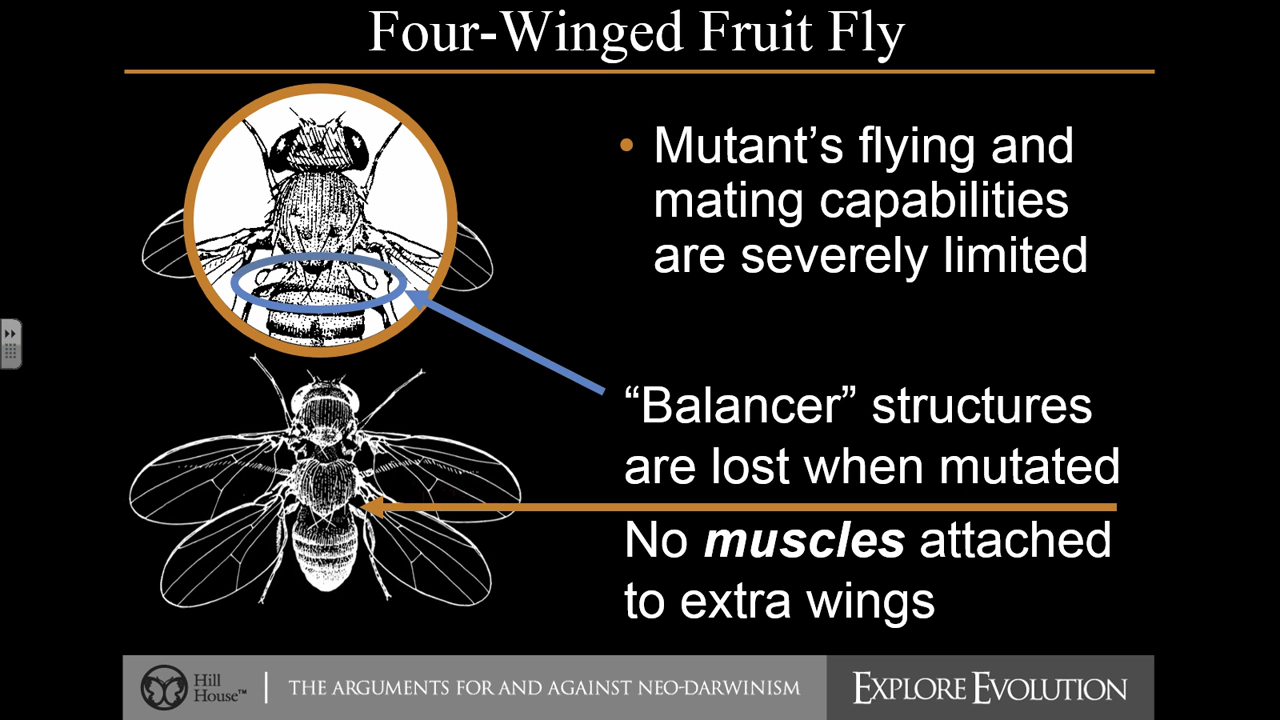 Four-Winged Fruit Fly
• Mutant’s flying and
mating capabilities
are severely limited
“Balancer” structures
are lost when mutated
No muscles attached
to extra wings
Hill
House™
THE ARGUMENTS FOR AND AGAINST NEO-DARWINISM
EXPLORE EVOLUTION